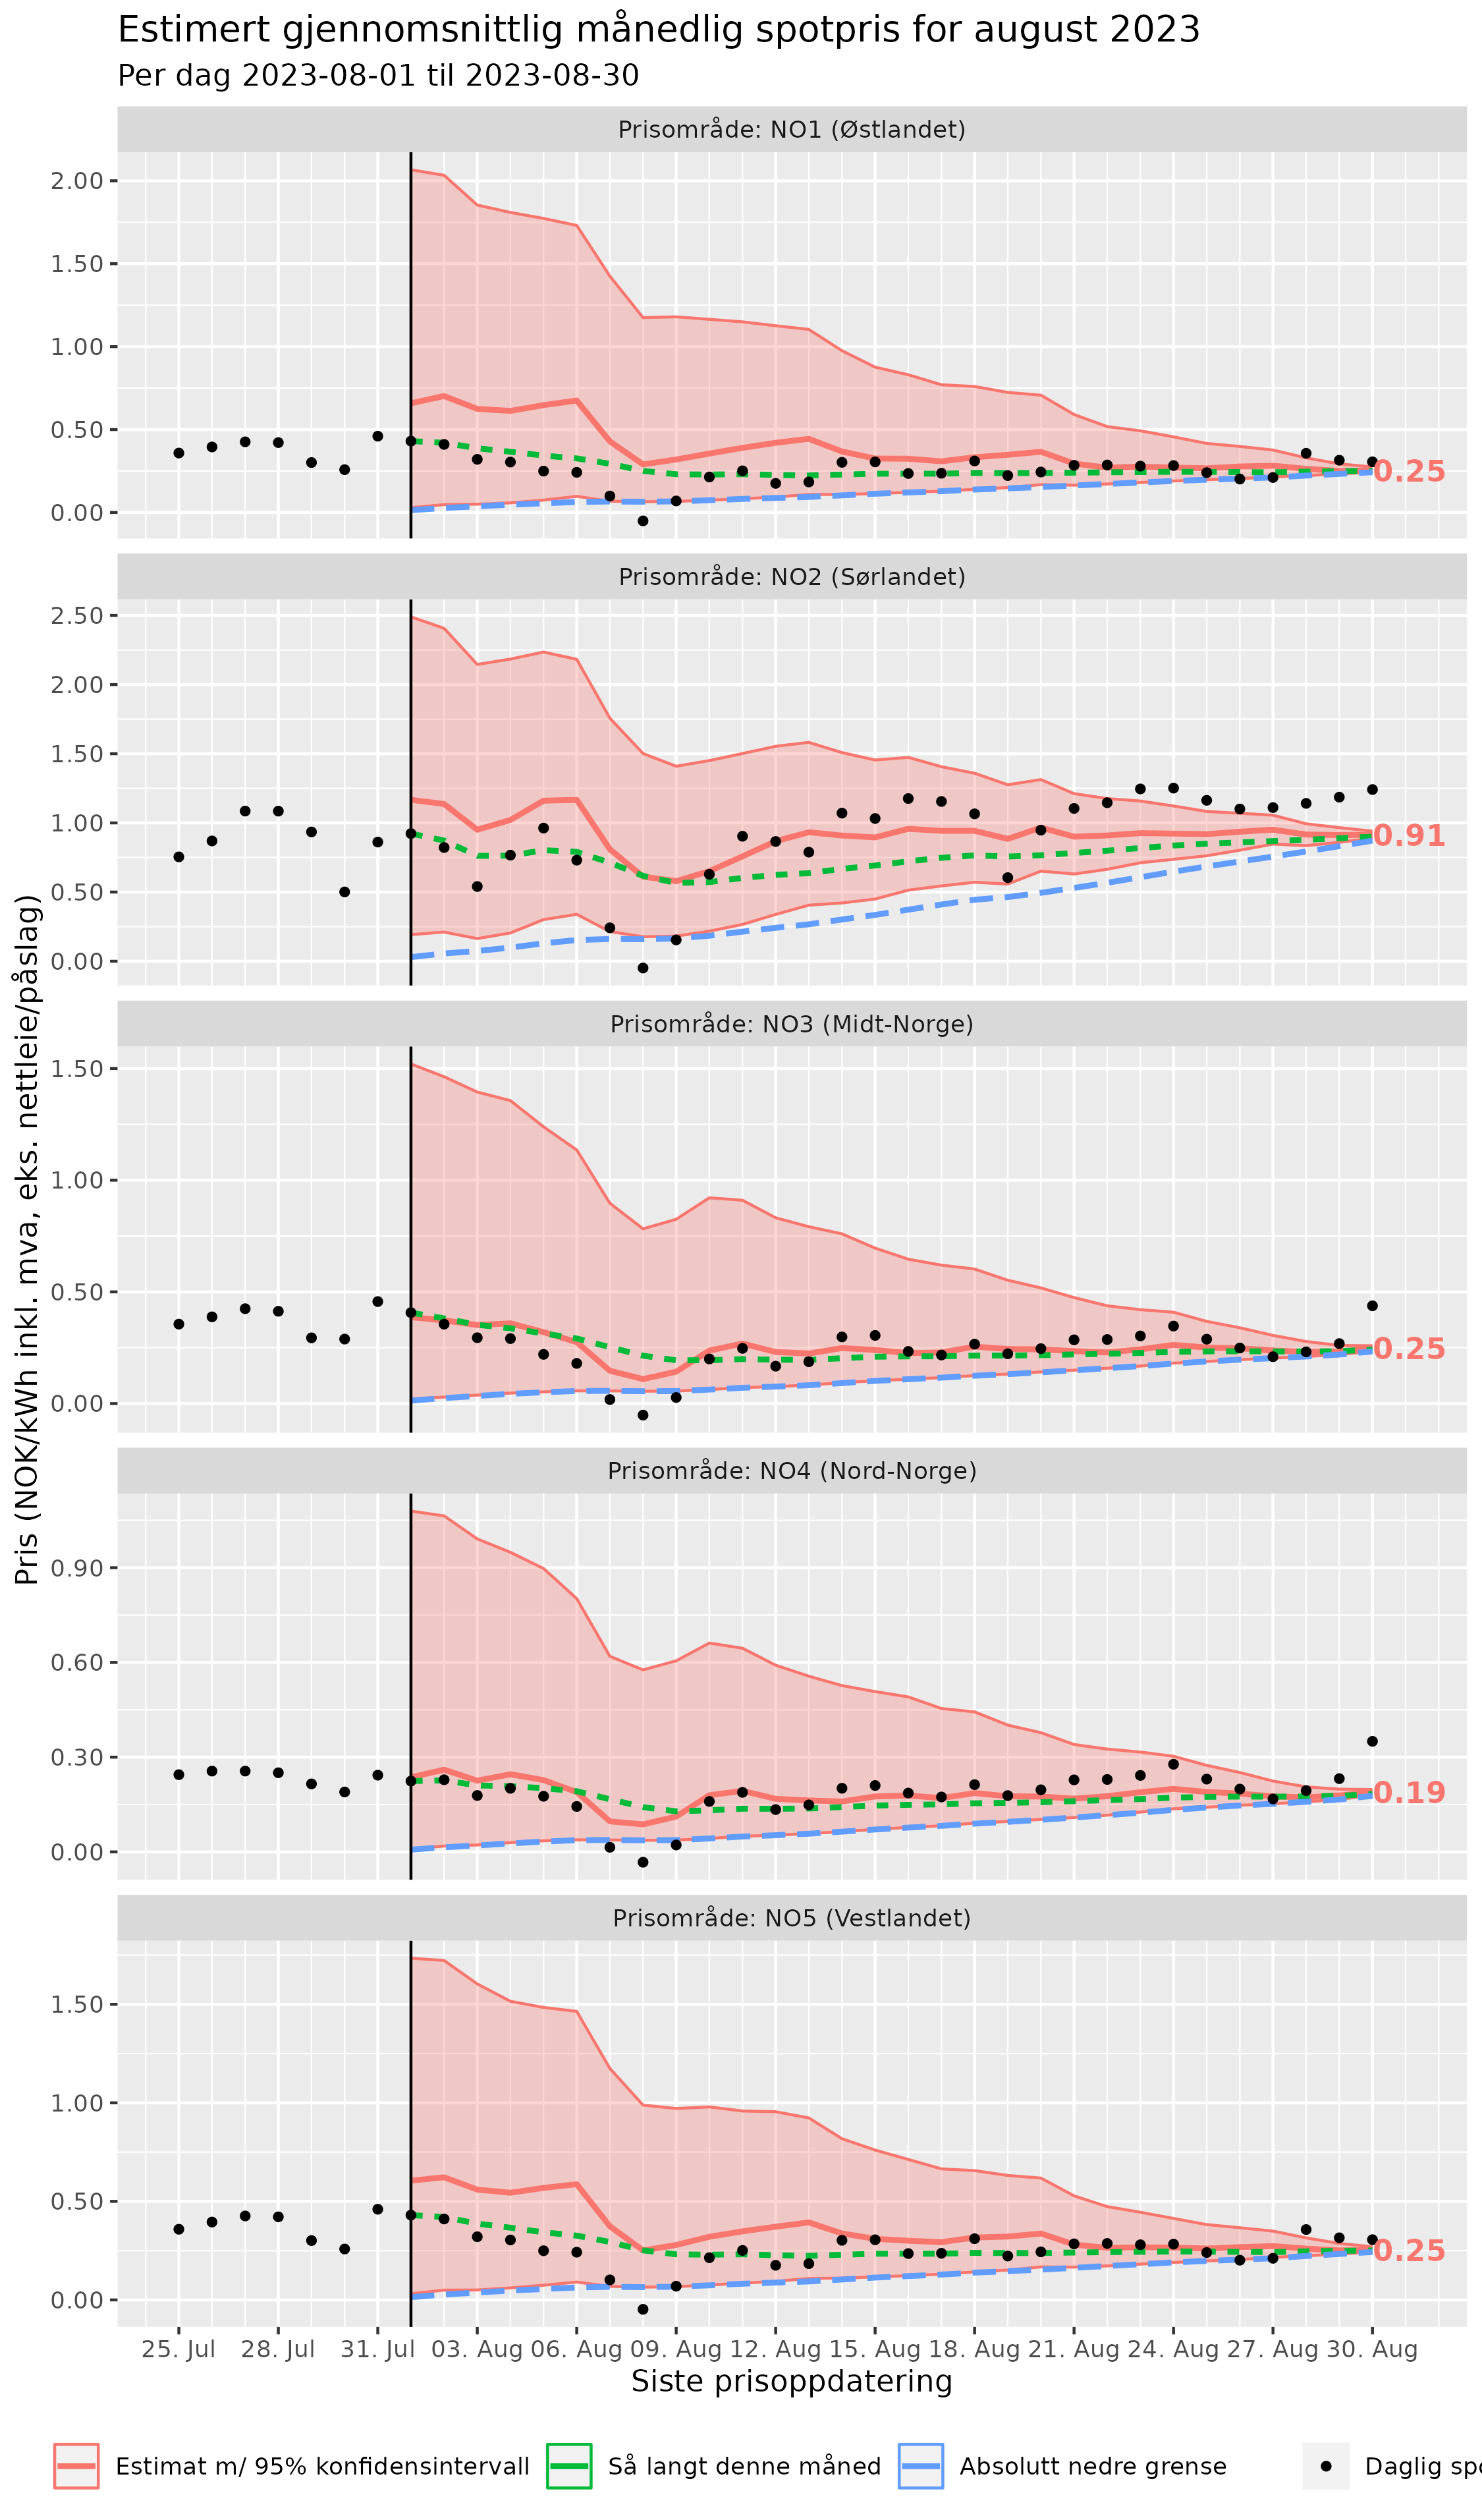 Estimert gjennomsnittlig månedlig spotpris for august 2023
Per dag 2023-08-01 til 2023-08-30
Pris (NOK/kWh inkl. mva, eks. nettleie/påslag)
Prisområde: NO1 (Østlandet)
2.00
1.50
1.00
0.50
0.00
0.25
Prisområde: NO2 (Sørlandet)
2.50
2.00
1.50
1.00
0.50
0.00
0.91
Prisområde: NO3 (Midt-Norge)
1.50
1.00
0.50
0.00
0.25
Prisområde: NO4 (Nord-Norge)
0.90
0.60
0.30
0.00
0.19
Prisområde: NO5 (Vestlandet)
1.50
1.00
0.50
0.00
0.25
25. Jul 28. Jul 31. Jul 03. Aug 06. Aug 09. Aug 12. Aug 15. Aug 18. Aug 21. Aug 24. Aug 27. Aug 30. Aug
Siste prisoppdatering
Estimat m/ 95% konfidensintervall Så langt denne måned Absolutt nedre grense Daglig